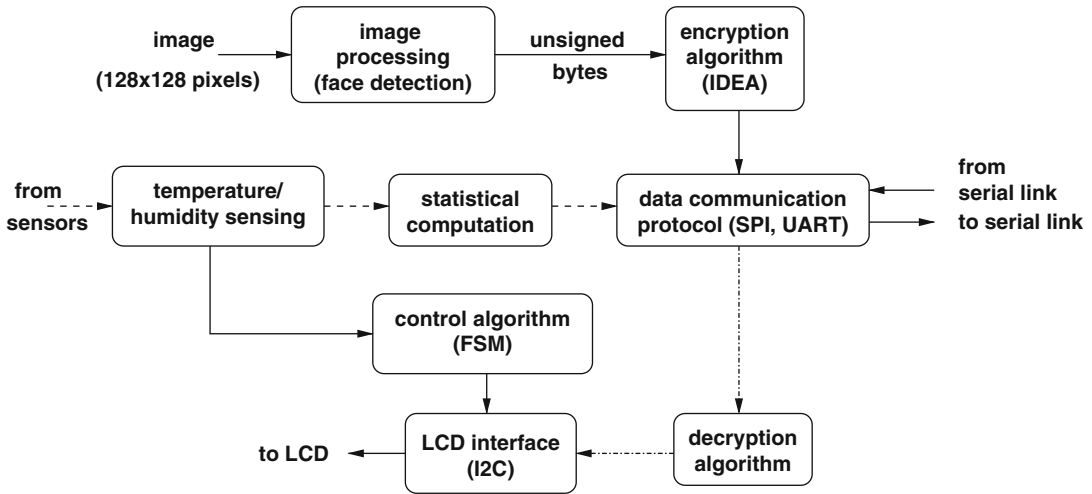 image
(128x128 pixels)
image
processing
(face detection)
unsigned
bytes
encryption
algorithm
(IDEA)
from
sensors
temperature/
humidity sensing
statistical
computation
data communication
protocol (SPI, UART)
from
serial link
to serial link
control algorithm
(FSM)
to LCD
LCD interface
(I2C)
decryption
algorithm